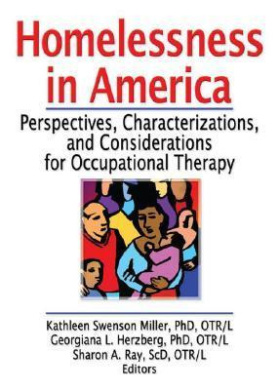 Homelessness
in America
Perspectives, Characterizations,
and Considerations
for Occupational Therapy
Kathleen Swenson Miller, PhD, OTR/L
Georgiana L. Herzberg, PhD, OTR/L
Sharon A. Ray, ScD, OTR/L
Editors